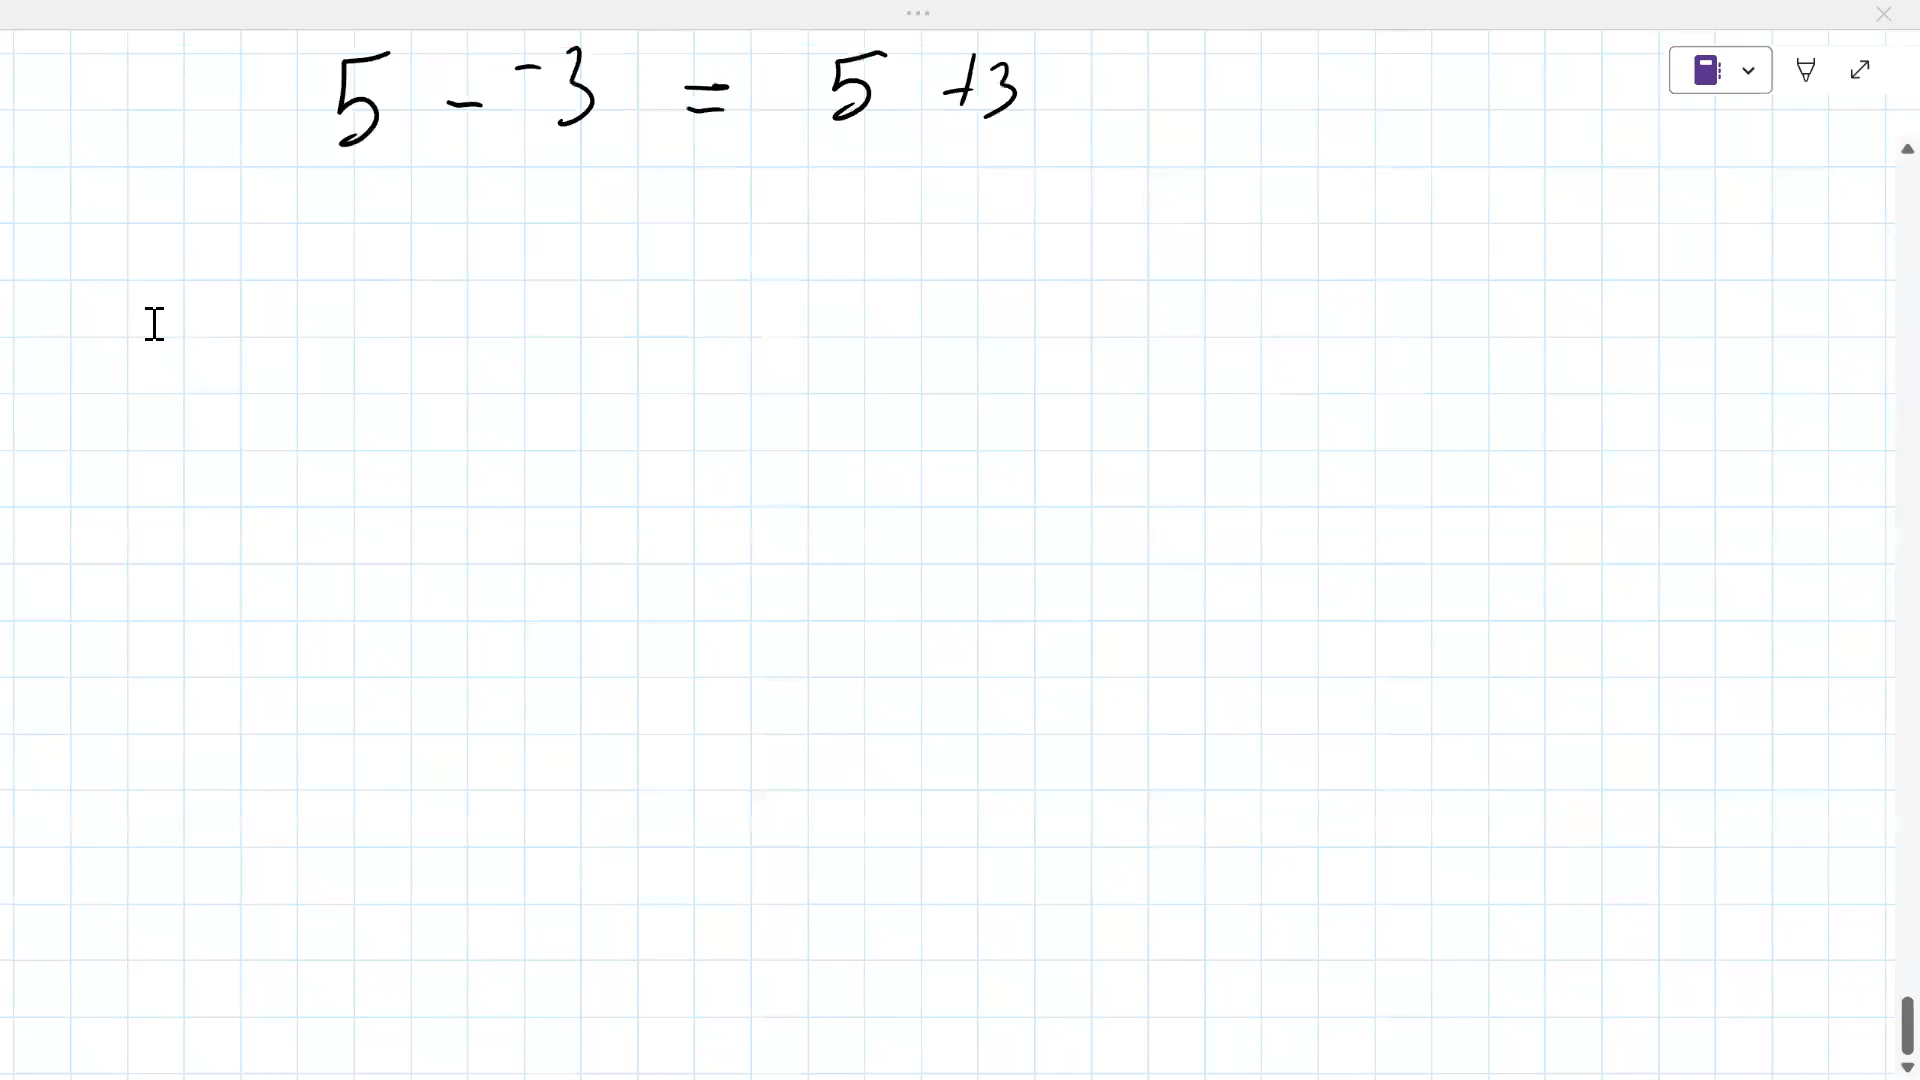 5 - ⁻3 = 5 +3